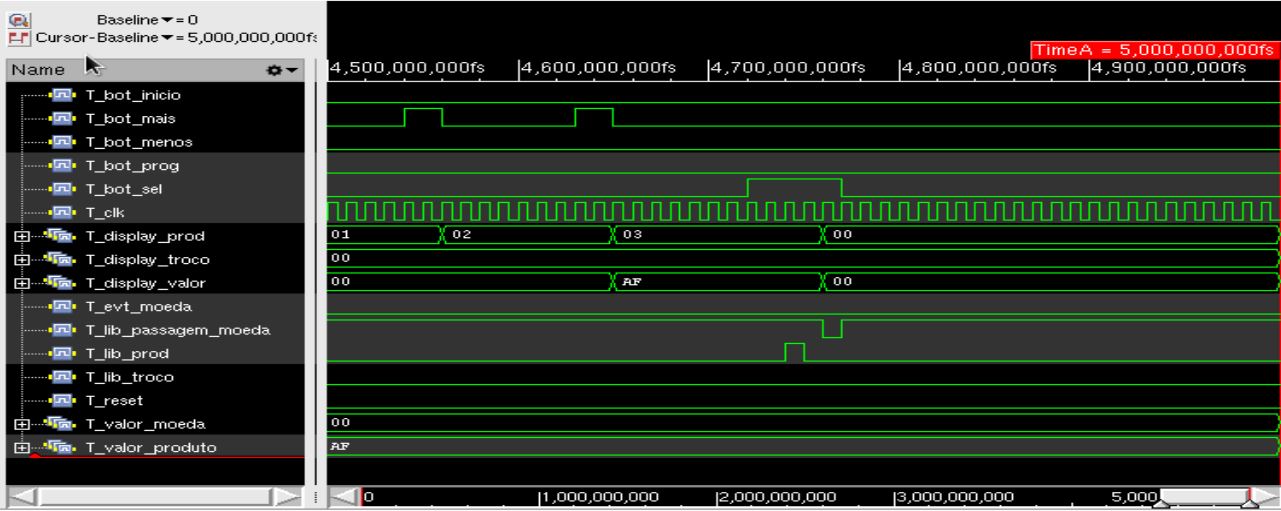 Baseline ▼= 0
Cursor-Baseline ▼= 5,000,000,000fs
TimeA = 5,000,000,000fs
Name
4,500,000,000fs 4,600,000,000fs 4,700,000,000fs 4,800,000,000fs 4,900,000,000fs
T_bot_inicio
T_bot_mais
T_bot_menos
T_bot_prog
T_bot_sel
T_clk
T_display_prod 01 02 03 00
T_display_troco 00
T_display_valor 00 AF 00
T_evt_moeda
T_lib_passagem_moeda
T_lib_prod
T_lib_troco
T_reset
T_valor_moeda 00
T_valor_produto AF
0 1,000,000,000 2,000,000,000 3,000,000,000 5,000